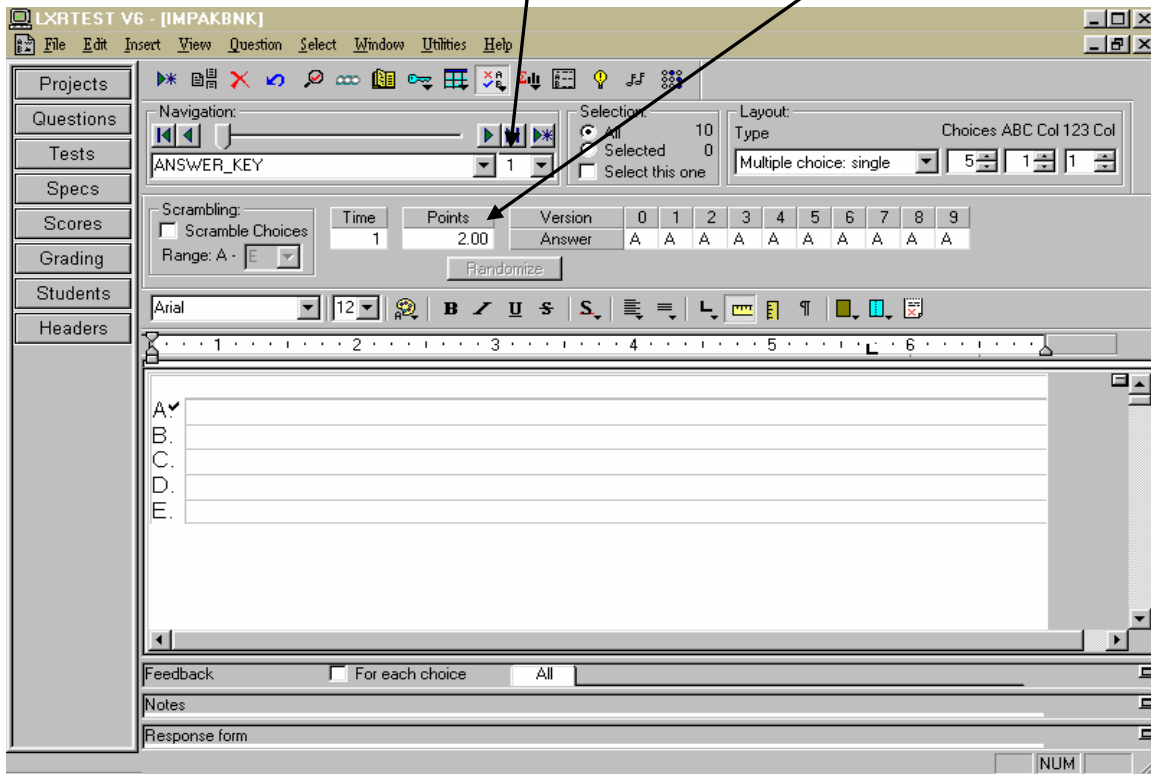 LXRTEST V6 - [IMPAKBNK]
File Edit Insert View Question Select Window Utilities Help
Projects
Questions
Tests
Specs
Scores
Grading
Students
Headers
Navigation:
ANSWER_KEY 1
Selection:
All 10
Selected 0
Select this one
Layout:
Type Choices ABC Col 123 Col
Multiple choice: single 5 1 1
Scrambling:
Scramble Choices
Range: A - E
Time
1
Points
2.00
Version 0 1 2 3 4 5 6 7 8 9
Answer A A A A A A A A A A
Randomize
Arial 12 B I U S S
1 2 3 4 5 6
A.
B.
C.
D.
E.
Feedback For each choice All
Notes
Response form
NUM